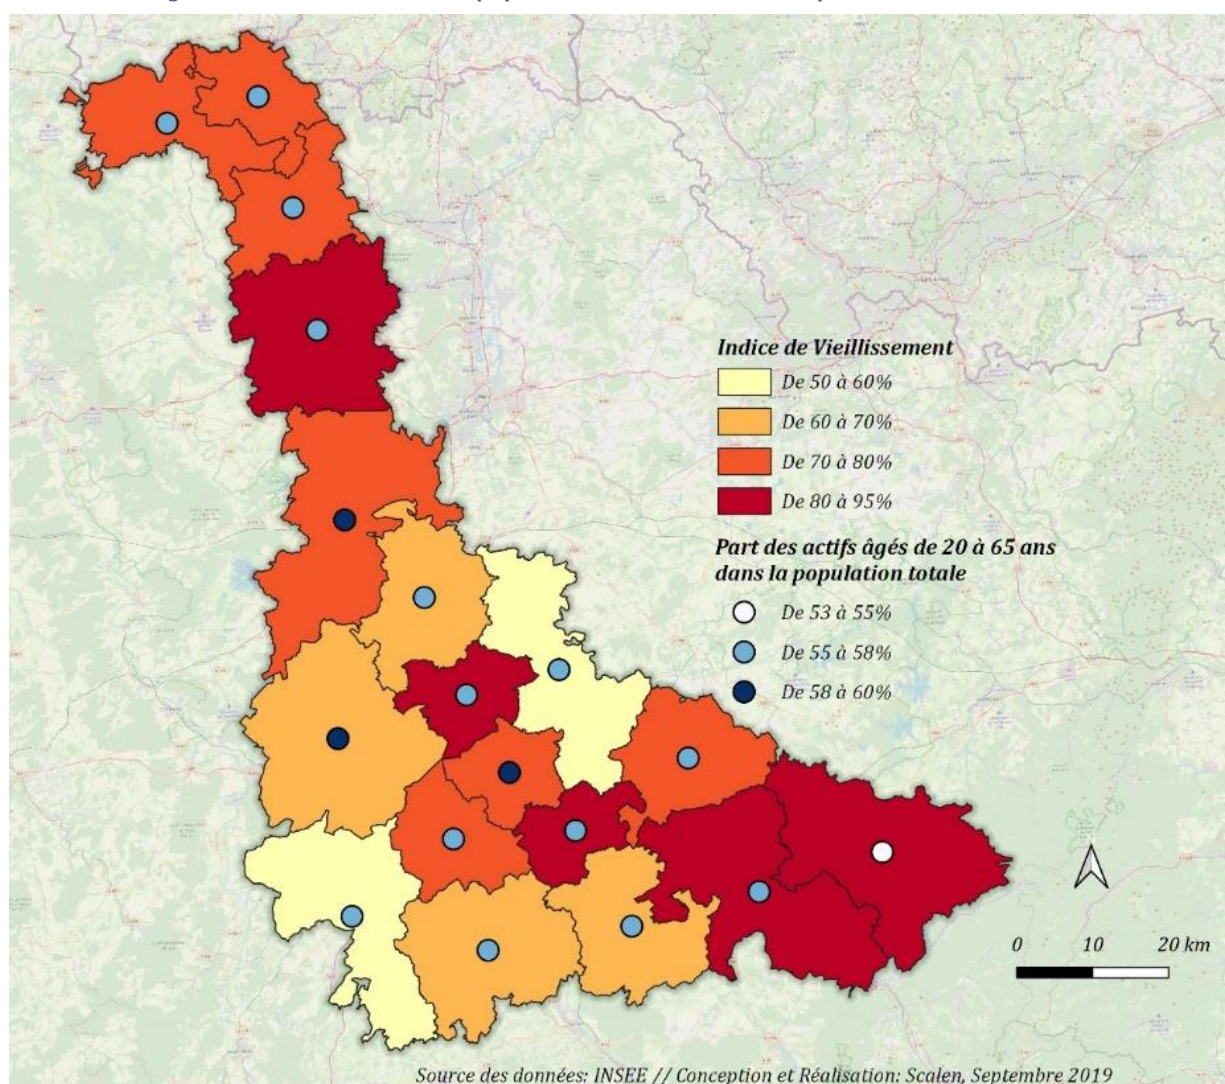 Indice de Vieillissement
De 50 à 60%
De 60 à 70%
De 70 à 80%
De 80 à 95%
Part des actifs âgés de 20 à 65 ans
dans la population totale
De 53 à 55%
De 55 à 58%
De 58 à 60%
0 10 20 km
Source des données: INSEE // Conception et Réalisation: Scalen, Septembre 2019